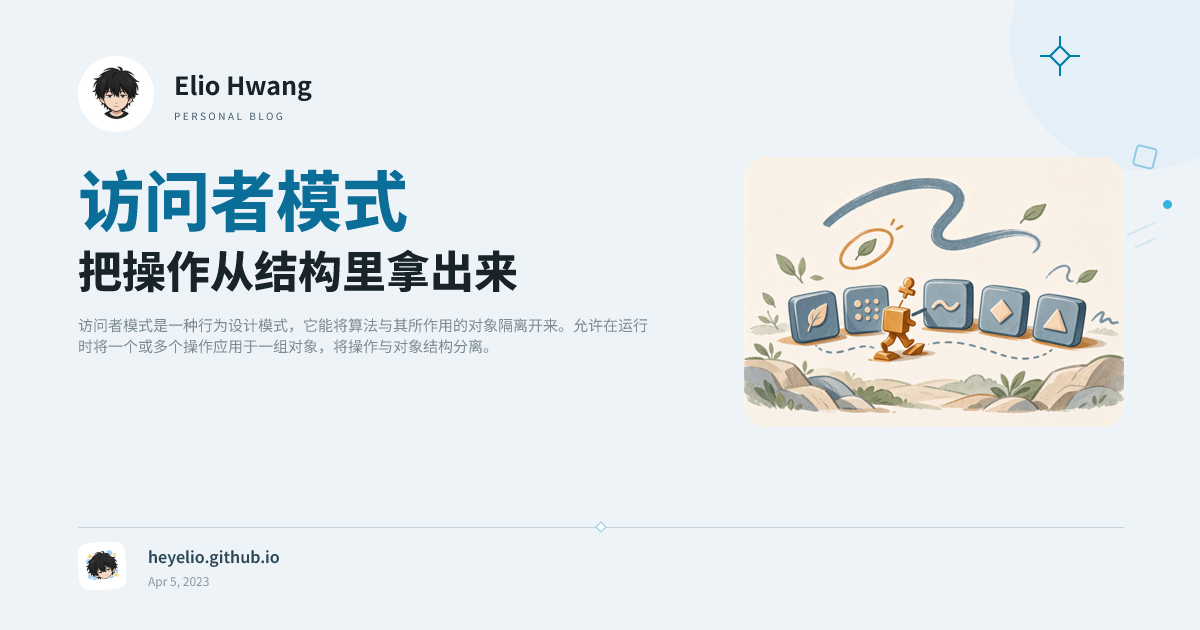 Elio Hwang
PERSONAL BLOG
访问者模式
把操作从结构里拿出来
访问者模式是一种行为设计模式，它能将算法与其所作用的对象隔离开来。允许在运行
时将一个或多个操作应用于一组对象，将操作与对象结构分离。
heyelio.github.io
Apr 5, 2023